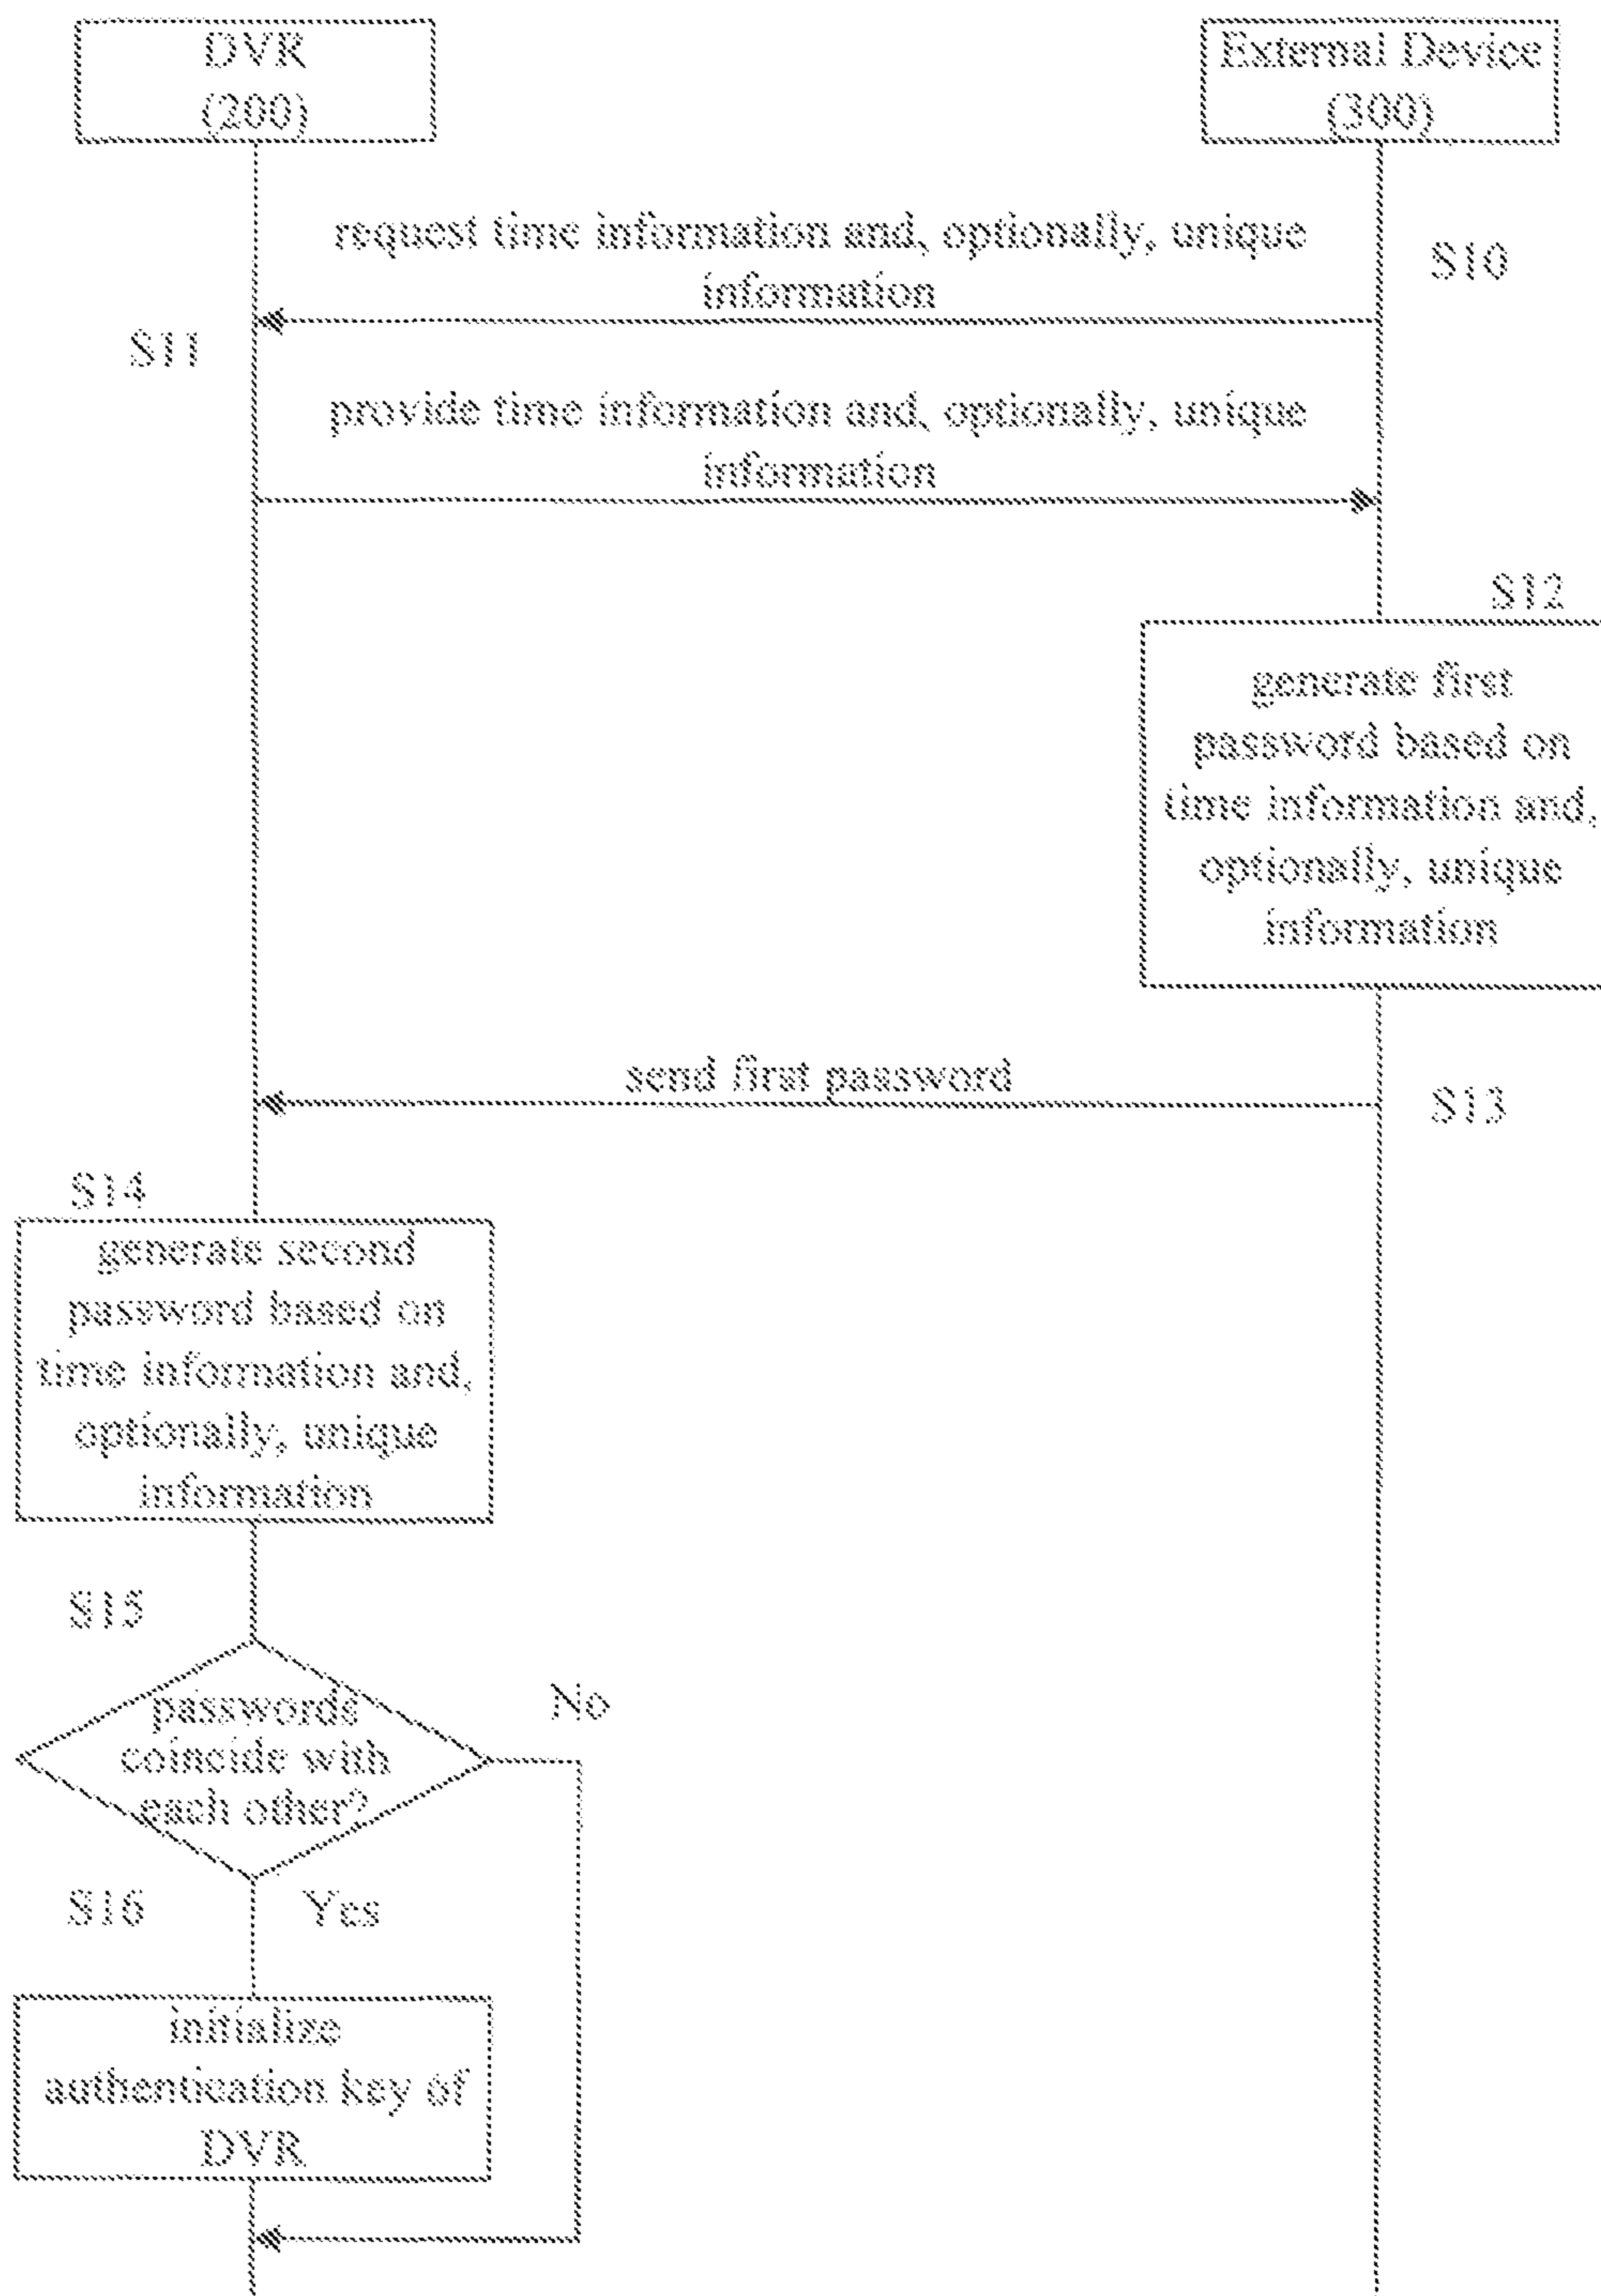 DVR
(200)
External Device
(300)
request time information and, optionally, unique
information
S10
S11
provide time information and, optionally, unique
information
S12
generate first
password based on
time information and,
optionally, unique
information
send first password
S13
S14
generate second
password based on
time information and,
optionally, unique
information
S15
passwords
coincide with
each other?
No
S16
Yes
initialize
authentication key of
DVR